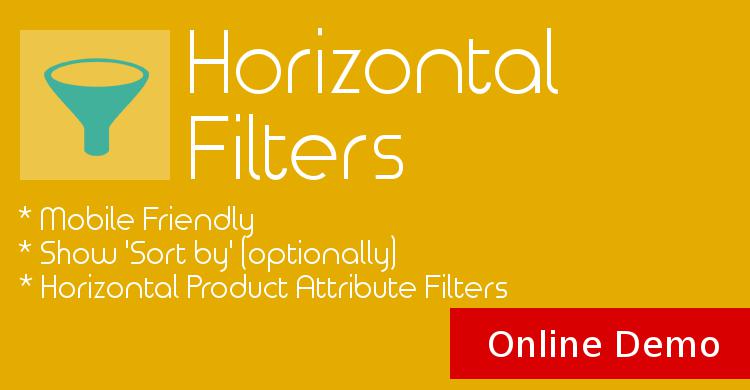 Horizontal
Filters
* Mobile Friendly
* Show 'Sort by' (optionally)
* Horizontal Product Attribute Filters
Online Demo